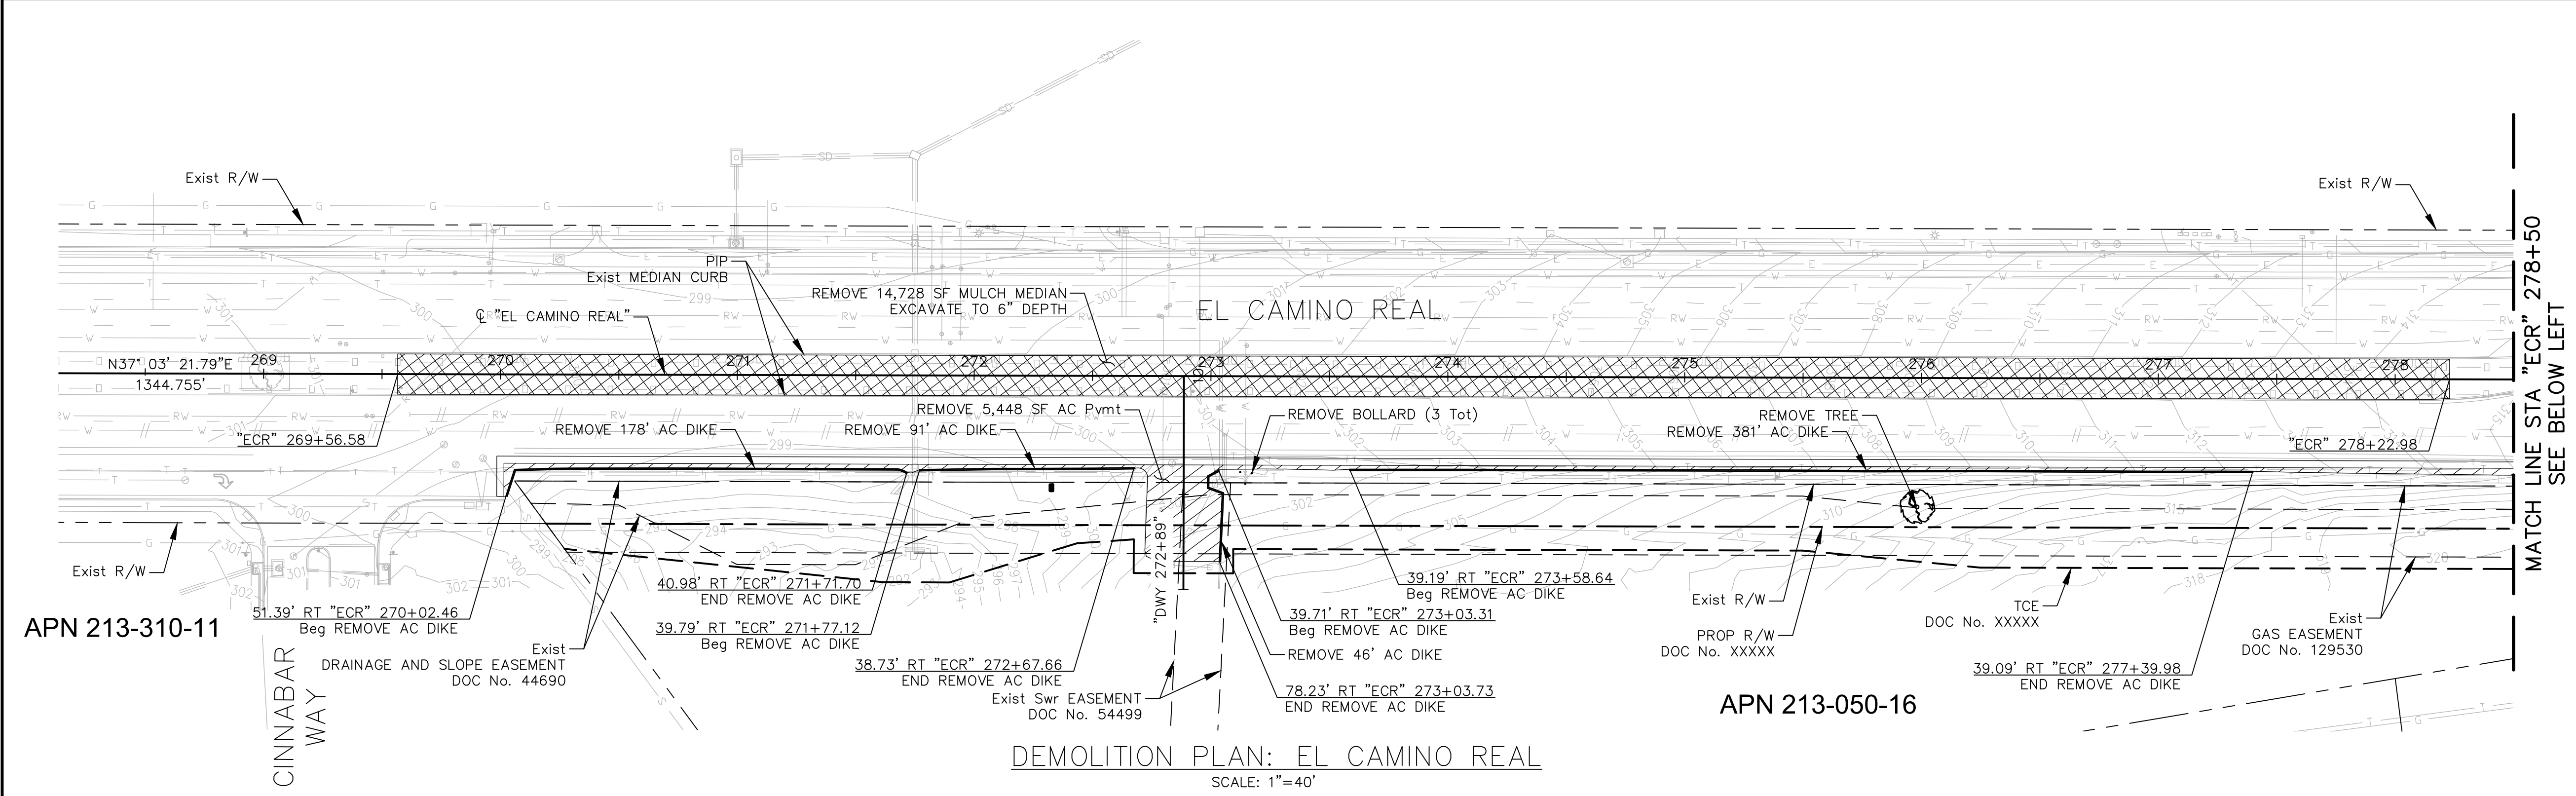 Exist R/W
Exist R/W
PIP
Exist MEDIAN CURB
REMOVE 14,728 SF MULCH MEDIAN
EXCAVATE TO 6" DEPTH
EL CAMINO REAL
℄ "EL CAMINO REAL"
N37° 03' 21.79"E
1344.755'
269
270
271
272
273
274
275
276
277
278
10
"ECR" 269+56.58
REMOVE 178' AC DIKE
REMOVE 91' AC DIKE
REMOVE 5,448 SF AC Pvmt
REMOVE BOLLARD (3 Tot)
REMOVE TREE
REMOVE 381' AC DIKE
"ECR" 278+22.98
MATCH LINE STA "ECR" 278+50
SEE BELOW LEFT
Exist R/W
APN 213-310-11
CINNABAR
WAY
51.39' RT "ECR" 270+02.46
Beg REMOVE AC DIKE
Exist
DRAINAGE AND SLOPE EASEMENT
DOC No. 44690
40.98' RT "ECR" 271+71.70
END REMOVE AC DIKE
39.79' RT "ECR" 271+77.12
Beg REMOVE AC DIKE
38.73' RT "ECR" 272+67.66
END REMOVE AC DIKE
Exist Swr EASEMENT
DOC No. 54499
"DWY 272+89"
39.19' RT "ECR" 273+58.64
Beg REMOVE AC DIKE
39.71' RT "ECR" 273+03.31
Beg REMOVE AC DIKE
REMOVE 46' AC DIKE
78.23' RT "ECR" 273+03.73
END REMOVE AC DIKE
Exist R/W
PROP R/W
DOC No. XXXXX
TCE
DOC No. XXXXX
39.09' RT "ECR" 277+39.98
END REMOVE AC DIKE
Exist
GAS EASEMENT
DOC No. 129530
APN 213-050-16
DEMOLITION PLAN: EL CAMINO REAL
SCALE: 1"=40'